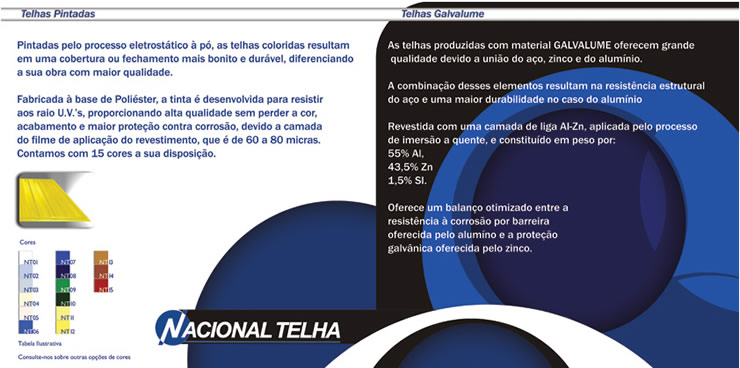 Telhas Pintadas
Pintadas pelo processo eletrostático à pó, as telhas coloridas resultam
em uma cobertura ou fechamento mais bonito e durável, diferenciando
a sua obra com maior qualidade.
Fabricada à base de Poliéster, a tinta é desenvolvida para resistir
aos raio U.V.'s, proporcionando alta qualidade sem perder a cor,
acabamento e maior proteção contra corrosão, devido a camada
do filme de aplicação do revestimento, que é de 60 a 80 micras.
Contamos com 15 cores a sua disposição.
Cores
NT01 NT07 NT13
NT02 NT08 NT14
NT03 NT09 NT15
NT04 NT10
NT05 NT11
NT06 NT12
Tabela Ilustrativa
Consulte-nos sobre outras opções de cores
NACIONAL TELHA
Telhas Galvalume
As telhas produzidas com material GALVALUME oferecem grande
qualidade devido a união do aço, zinco e do alumínio.
A combinação desses elementos resultam na resistência estrutural
do aço e uma maior durabilidade no caso do alumínio
Revestida com uma camada de liga Al-Zn, aplicada pelo processo
de imersão a quente, e constituído em peso por:
55% Al,
43,5% Zn
1,5% SI.
Oferece um balanço otimizado entre a
resistência à corrosão por barreira
oferecida pelo alumíno e a proteção
galvânica oferecida pelo zinco.